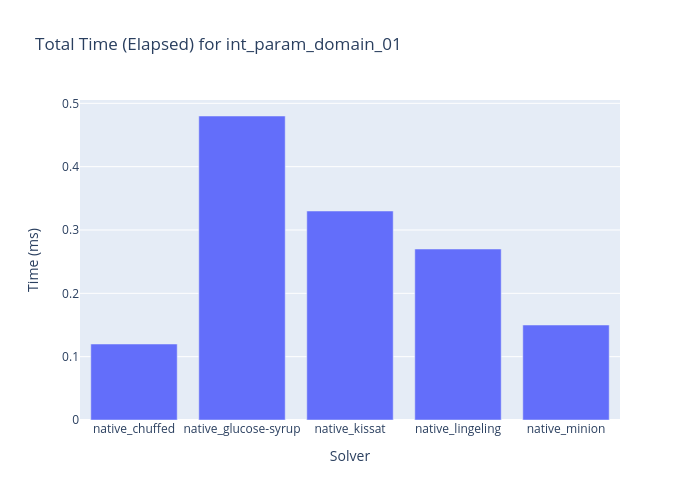 Total Time (Elapsed) for int_param_domain_01
0.5
0.4
0.3
0.2
0.1
0
Time (ms)
native_chuffed native_glucose-syrup native_kissat native_lingeling native_minion
Solver